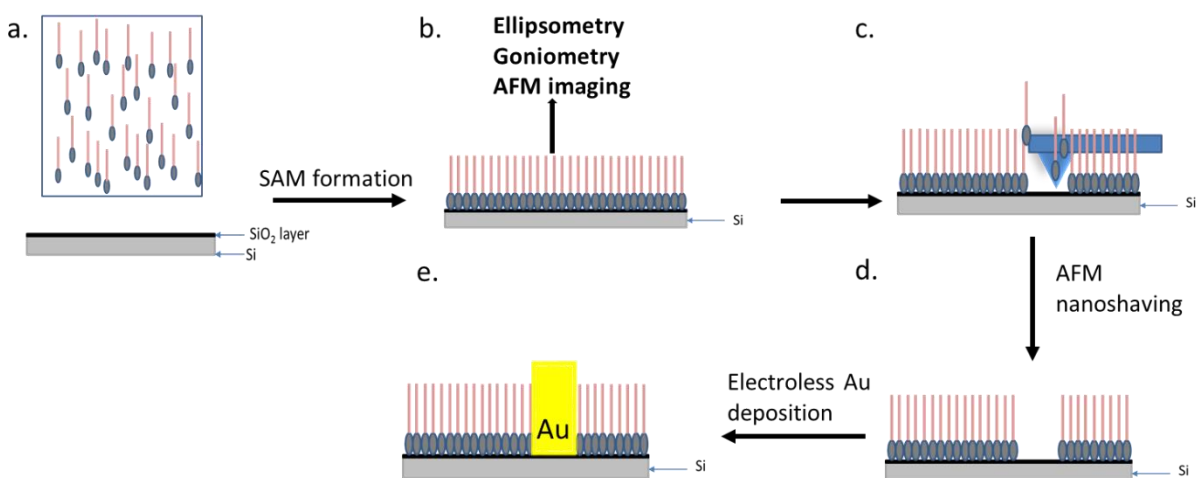 a.
SiO2 layer
Si
SAM formation
b.
Ellipsometry
Goniometry
AFM imaging
Si
c.
Si
AFM
nanoshaving
d.
Si
Electroless Au
deposition
e.
Au
Si